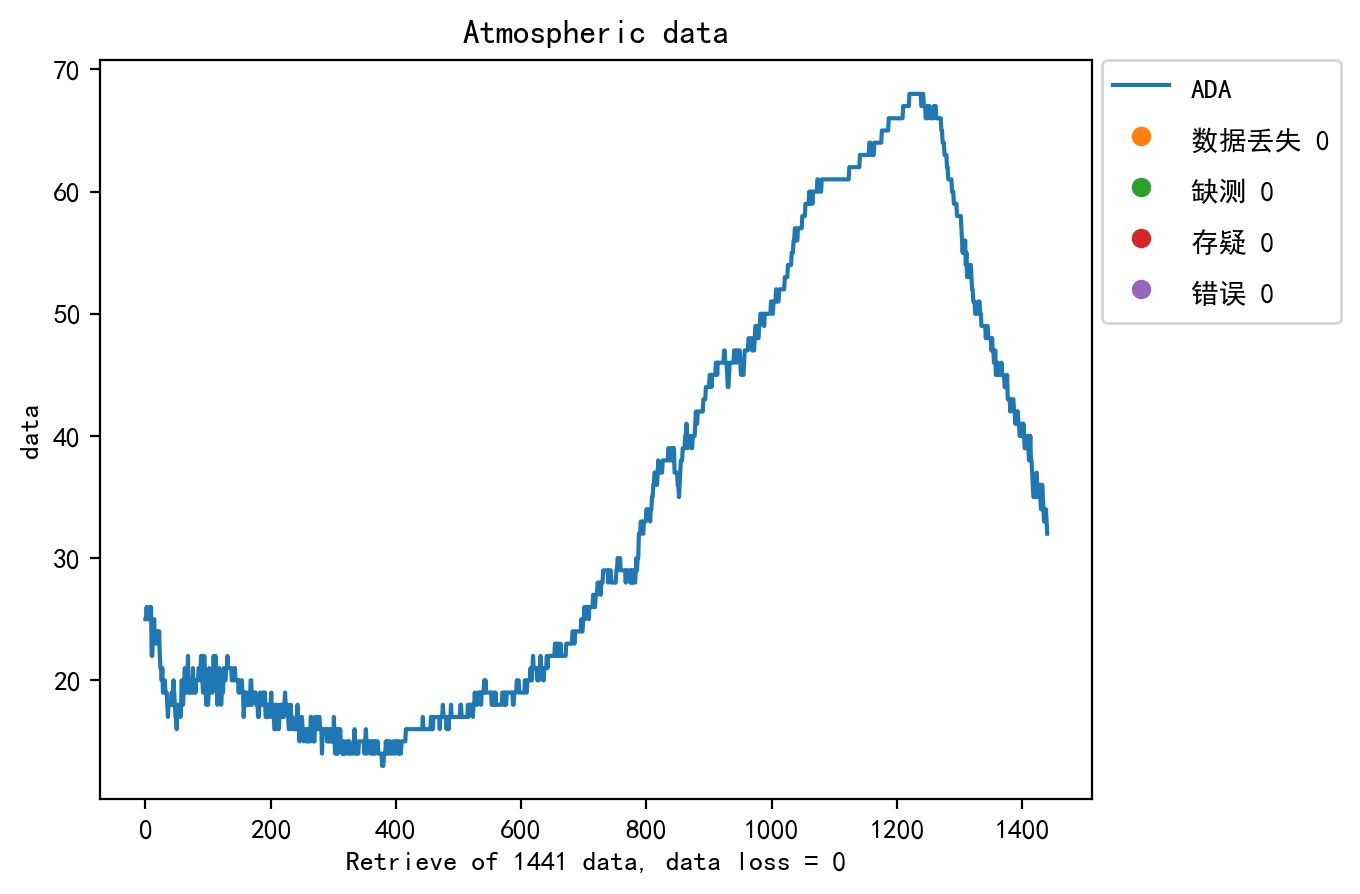 Atmospheric data
70
60
50
40
30
20
data
0 200 400 600 800 1000 1200 1400
Retrieve of 1441 data, data loss = 0
ADA
数据丢失 0
缺测 0
存疑 0
错误 0